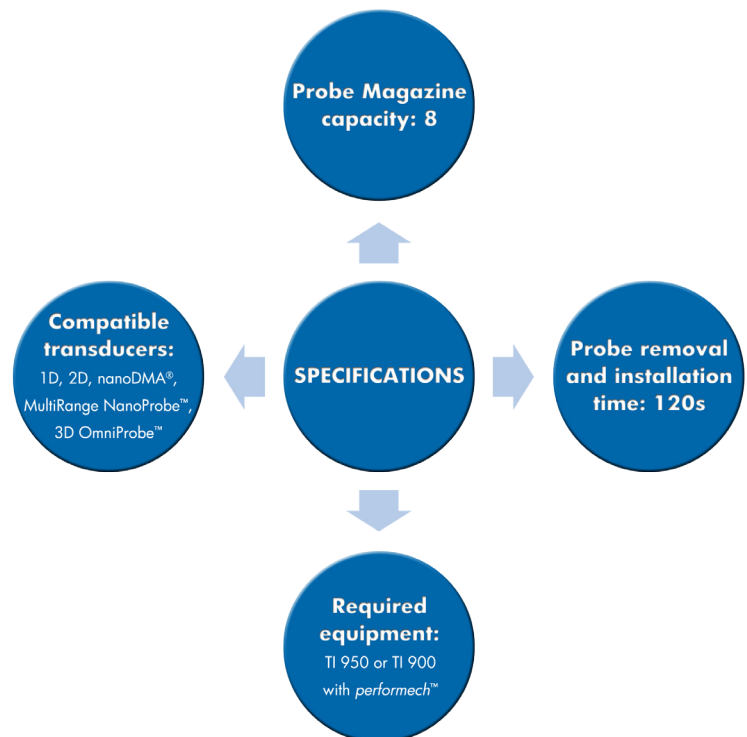 Probe Magazine
capacity: 8
Compatible
transducers:
1D, 2D, nanoDMA®,
MultiRange NanoProbe™,
3D OmniProbe™
SPECIFICATIONS
Probe removal
and installation
time: 120s
Required
equipment:
TI 950 or TI 900
with performech™